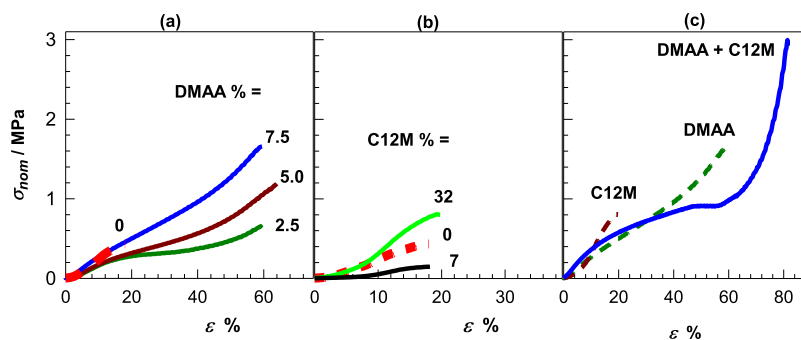 (a) (b) (c)
3
2
1
0
σnom / MPa
DMAA % =
7.5
5.0
2.5
0
0 20 40 60
ε %
C12M % =
32
0
7
0 10 20 30
ε %
DMAA + C12M
DMAA
C12M
0 20 40 60 80
ε %